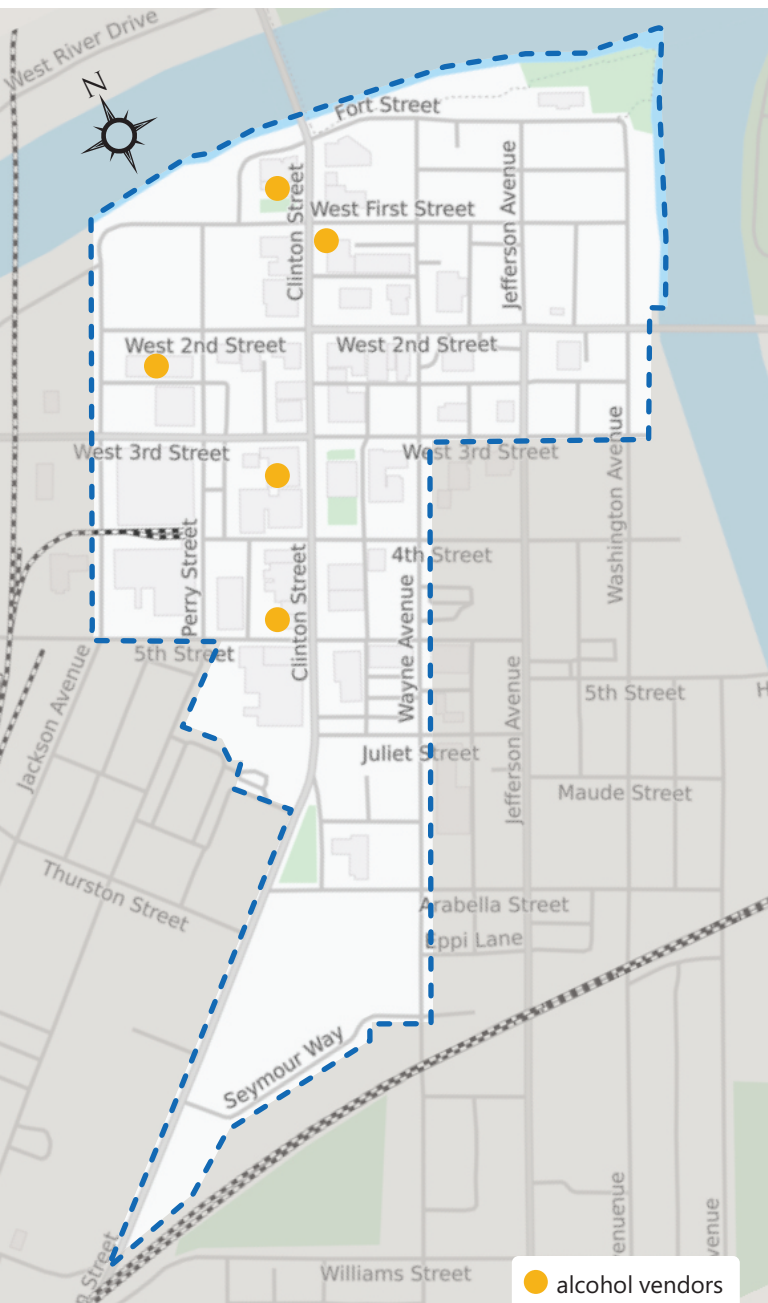 West River Drive
N
Fort Street
Clinton Street
West First Street
Jefferson Avenue
West 2nd Street
West 2nd Street
West 3rd Street
West 3rd Street
Washington Avenue
Perry Street
4th Street
Clinton Street
Wayne Avenue
5th Street
Jackson Avenue
Jefferson Avenue
5th Street
H
Juliet Street
Maude Street
Thurston Street
Arabella Street
Eppi Lane
Seymour Way
Street
venue
Williams Street
alcohol vendors